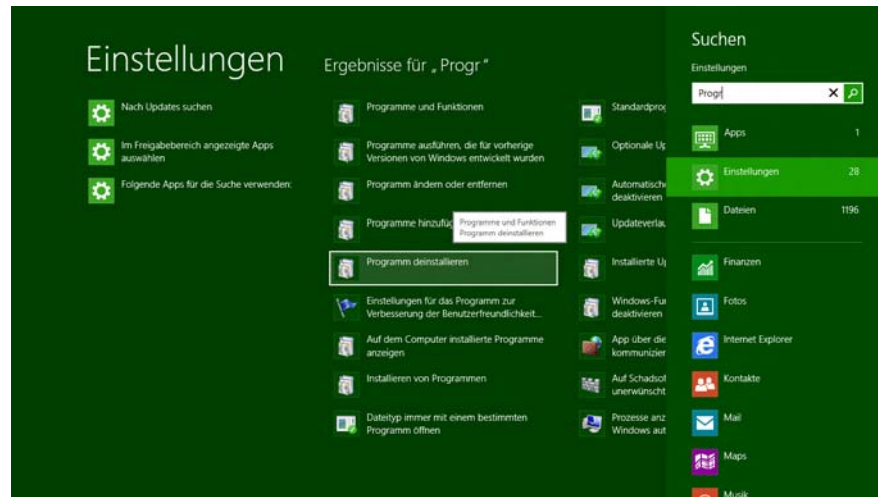 Einstellungen
Nach Updates suchen
Im Freigabebereich angezeigte Apps
auswählen
Folgende Apps für die Suche verwenden:
Ergebnisse für „Progr“
Programme und Funktionen
Programme ausführen, die für vorherige
Versionen von Windows entwickelt wurden
Programm ändern oder entfernen
Programme hinzufüg
Programme und Funktionen
Programm deinstallieren
Programm deinstallieren
Einstellungen für das Programm zur
Verbesserung der Benutzerfreundlichkeit...
Auf dem Computer installierte Programme
anzeigen
Installieren von Programmen
Dateityp immer mit einem bestimmten
Programm öffnen
Standardprog
Optionale Up
Automatisch
deaktivieren
Updateverlau
Installierte Up
Windows-Fun
deaktivieren
App über die
kommunizier
Auf Schadsof
unerwünscht
Prozesse anz
Windows aut
Suchen
Einstellungen
Progr
Apps 1
Einstellungen 28
Dateien 1196
Finanzen
Fotos
Internet Explorer
Kontakte
Mail
Maps
Musik